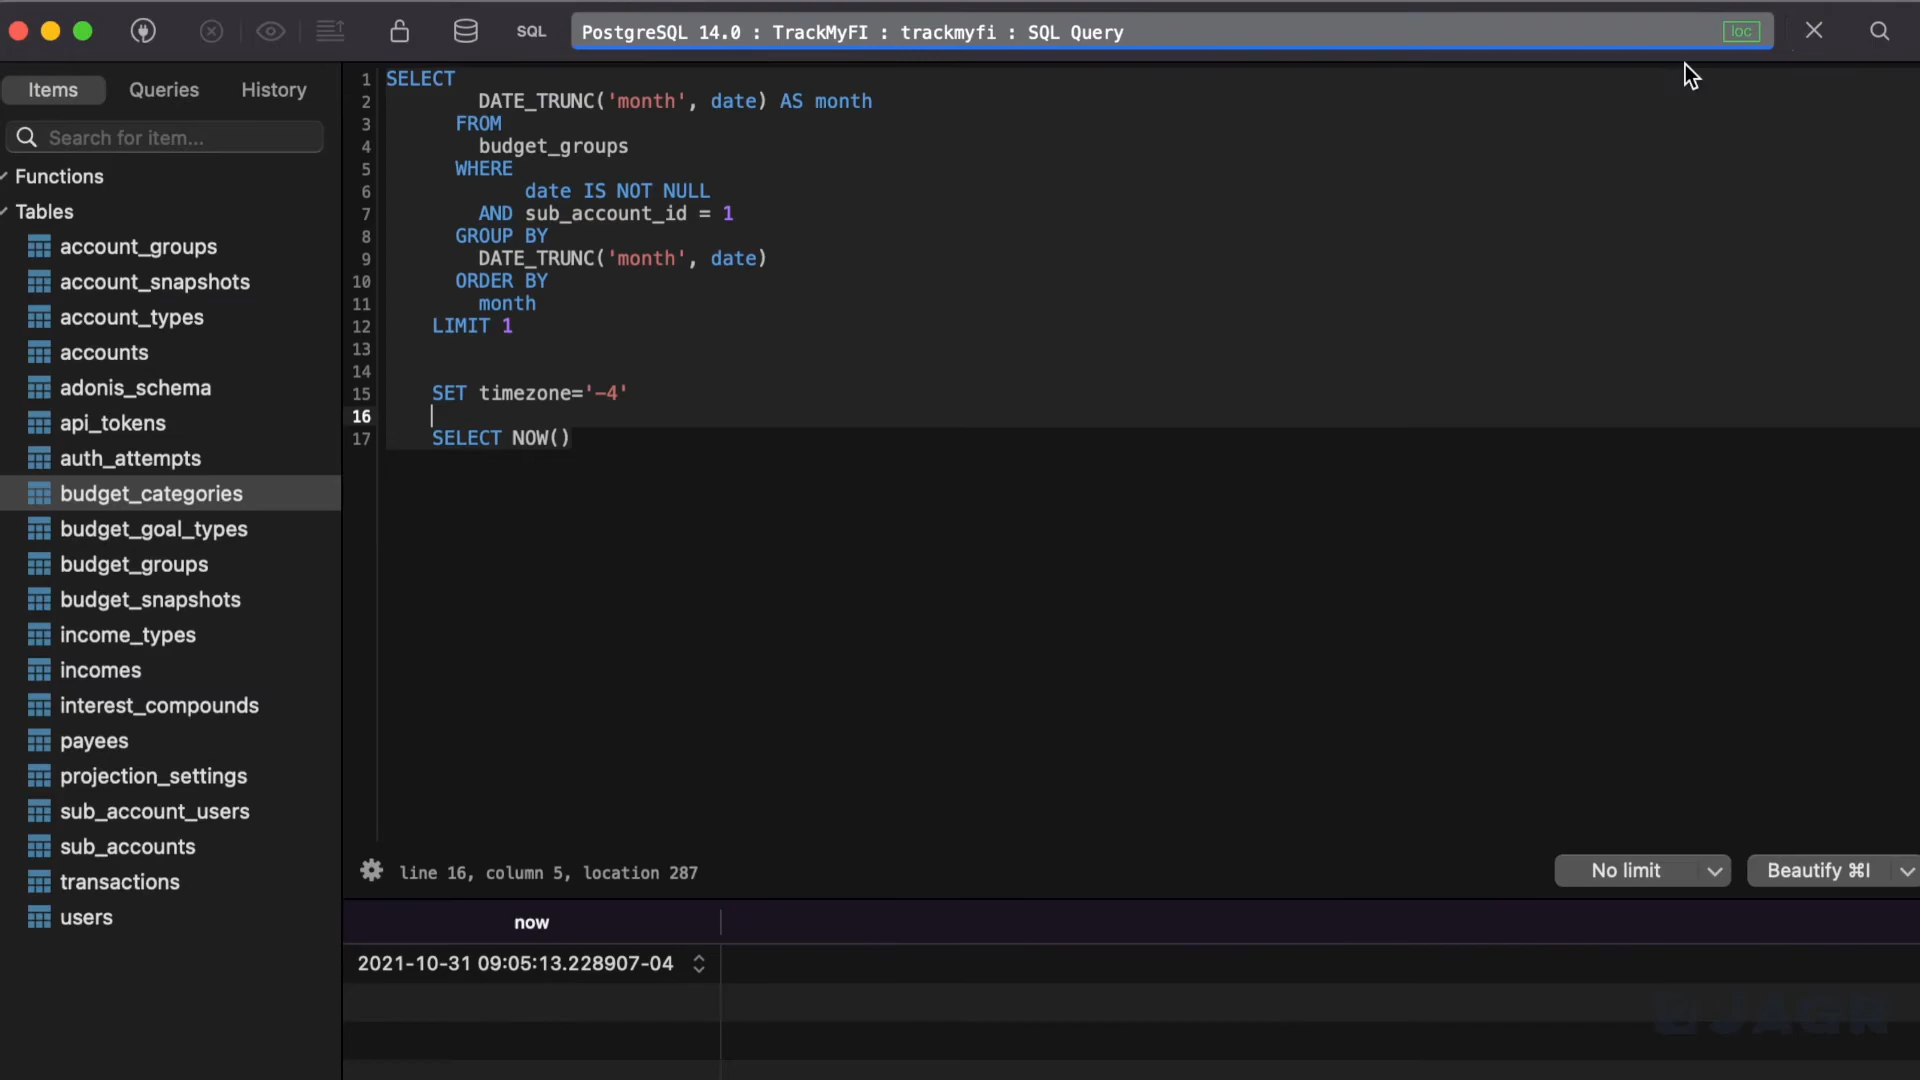 SQL
PostgreSQL 14.0 : TrackMyFI : trackmyfi : SQL Query
loc
Items
Queries
History
Search for item...
Functions
Tables
account_groups
account_snapshots
account_types
accounts
adonis_schema
api_tokens
auth_attempts
budget_categories
budget_goal_types
budget_groups
budget_snapshots
income_types
incomes
interest_compounds
payees
projection_settings
sub_account_users
sub_accounts
transactions
users
1 SELECT
2 DATE_TRUNC('month', date) AS month
3 FROM
4 budget_groups
5 WHERE
6 date IS NOT NULL
7 AND sub_account_id = 1
8 GROUP BY
9 DATE_TRUNC('month', date)
10 ORDER BY
11 month
12 LIMIT 1
13
14
15 SET timezone='-4'
16
17 SELECT NOW()
line 16, column 5, location 287
No limit
Beautify ⌘I
now
2021-10-31 09:05:13.228907-04
JAGR